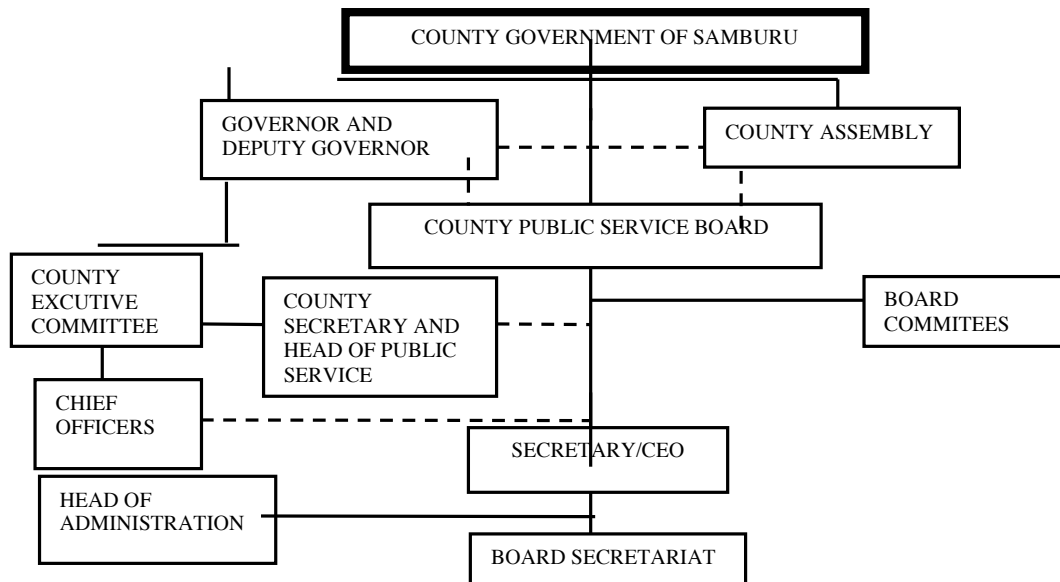 COUNTY GOVERNMENT OF SAMBURU
GOVERNOR AND
DEPUTY GOVERNOR
COUNTY ASSEMBLY
COUNTY PUBLIC SERVICE BOARD
COUNTY
EXCUTIVE
COMMITTEE
COUNTY
SECRETARY AND
HEAD OF PUBLIC
SERVICE
BOARD
COMMITEES
CHIEF
OFFICERS
SECRETARY/CEO
HEAD OF
ADMINISTRATION
BOARD SECRETARIAT